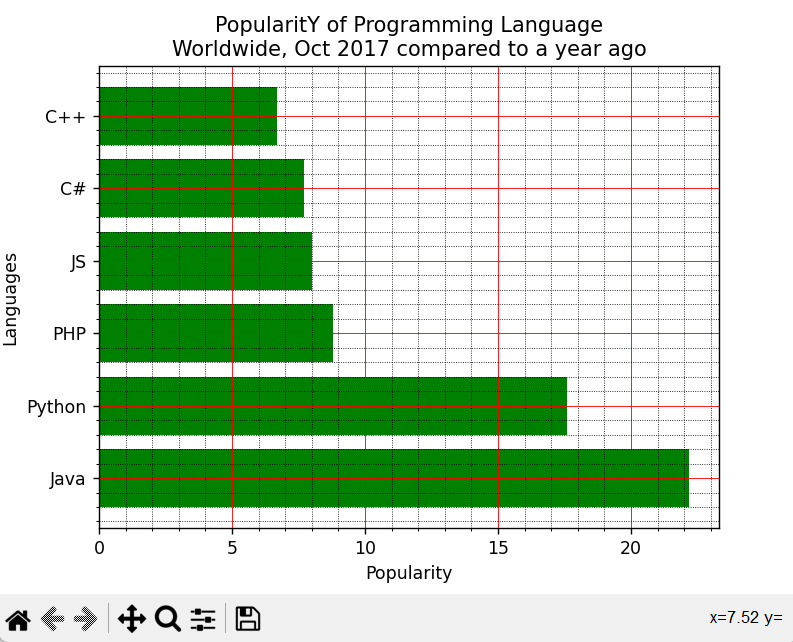 PopularitY of Programming Language
Worldwide, Oct 2017 compared to a year ago
Languages
C++
C#
JS
PHP
Python
Java
0 5 10 15 20
Popularity
x=7.52 y=